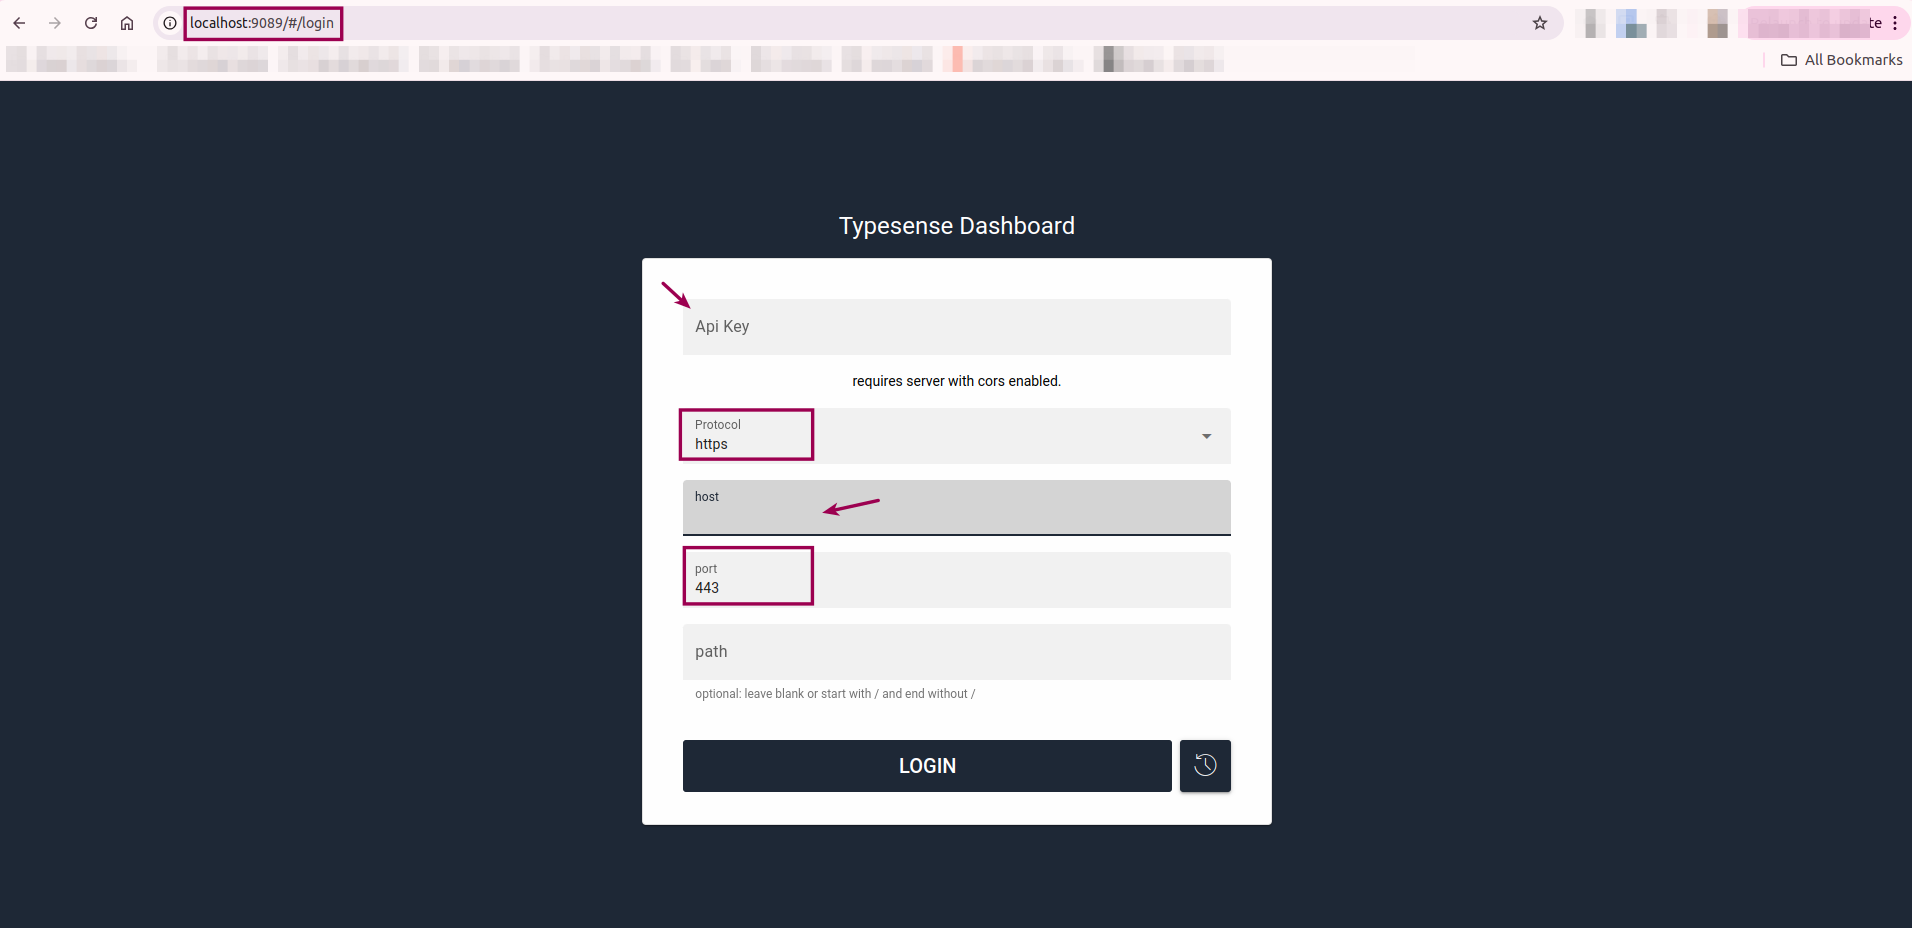 localhost:9089/#/login
te
All Bookmarks
Typesense Dashboard
Api Key
requires server with cors enabled.
Protocol
https
host
port
443
path
optional: leave blank or start with / and end without /
LOGIN